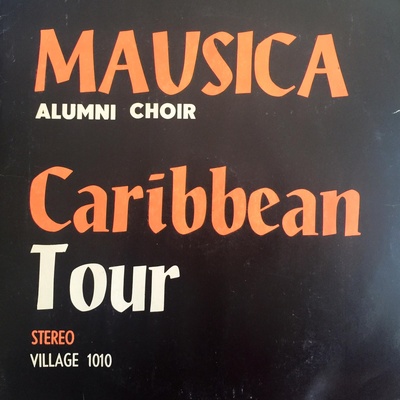 MAUSICA
ALUMNI CHOIR
Caribbean
Tour
STEREO
VILLAGE 1010